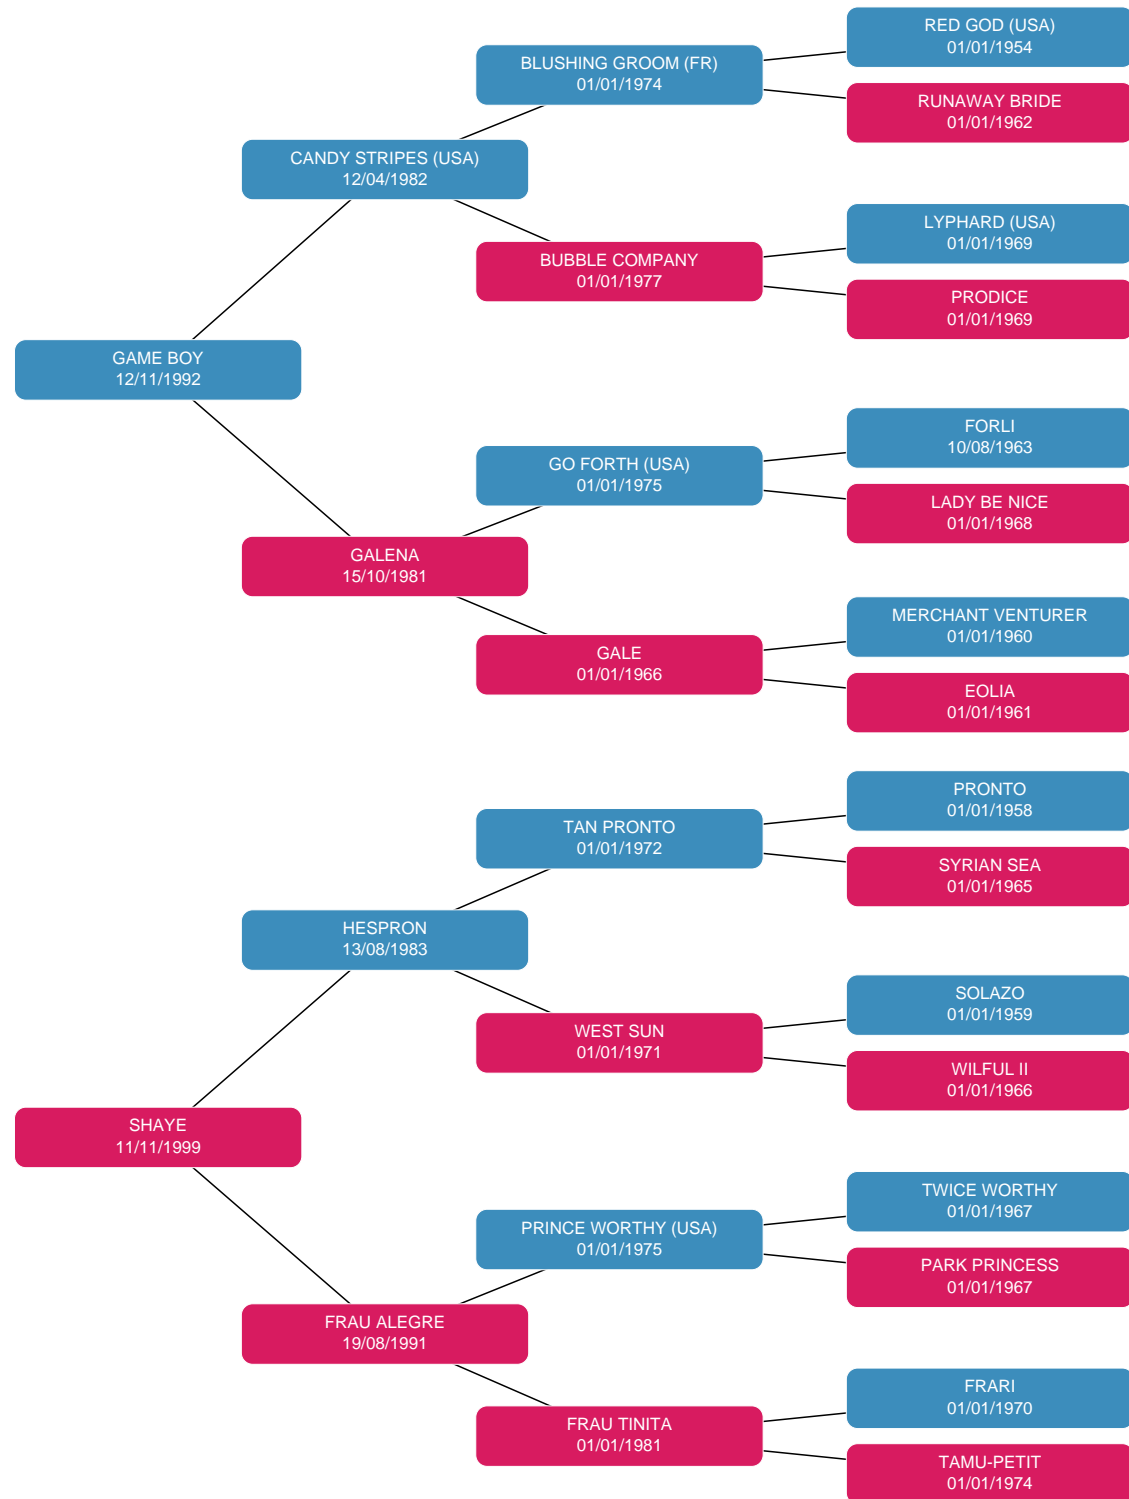 RED GOD (USA)
01/01/1954
BLUSHING GROOM (FR)
01/01/1974
RUNAWAY BRIDE
01/01/1962
CANDY STRIPES (USA)
12/04/1982
LYPHARD (USA)
01/01/1969
BUBBLE COMPANY
01/01/1977
PRODICE
01/01/1969
GAME BOY
12/11/1992
FORLI
10/08/1963
GO FORTH (USA)
01/01/1975
LADY BE NICE
01/01/1968
GALENA
15/10/1981
MERCHANT VENTURER
01/01/1960
GALE
01/01/1966
EOLIA
01/01/1961
PRONTO
01/01/1958
TAN PRONTO
01/01/1972
SYRIAN SEA
01/01/1965
HESPRON
13/08/1983
SOLAZO
01/01/1959
WEST SUN
01/01/1971
WILFUL II
01/01/1966
SHAYE
11/11/1999
TWICE WORTHY
01/01/1967
PRINCE WORTHY (USA)
01/01/1975
PARK PRINCESS
01/01/1967
FRAU ALEGRE
19/08/1991
FRARI
01/01/1970
FRAU TINITA
01/01/1981
TAMU-PETIT
01/01/1974